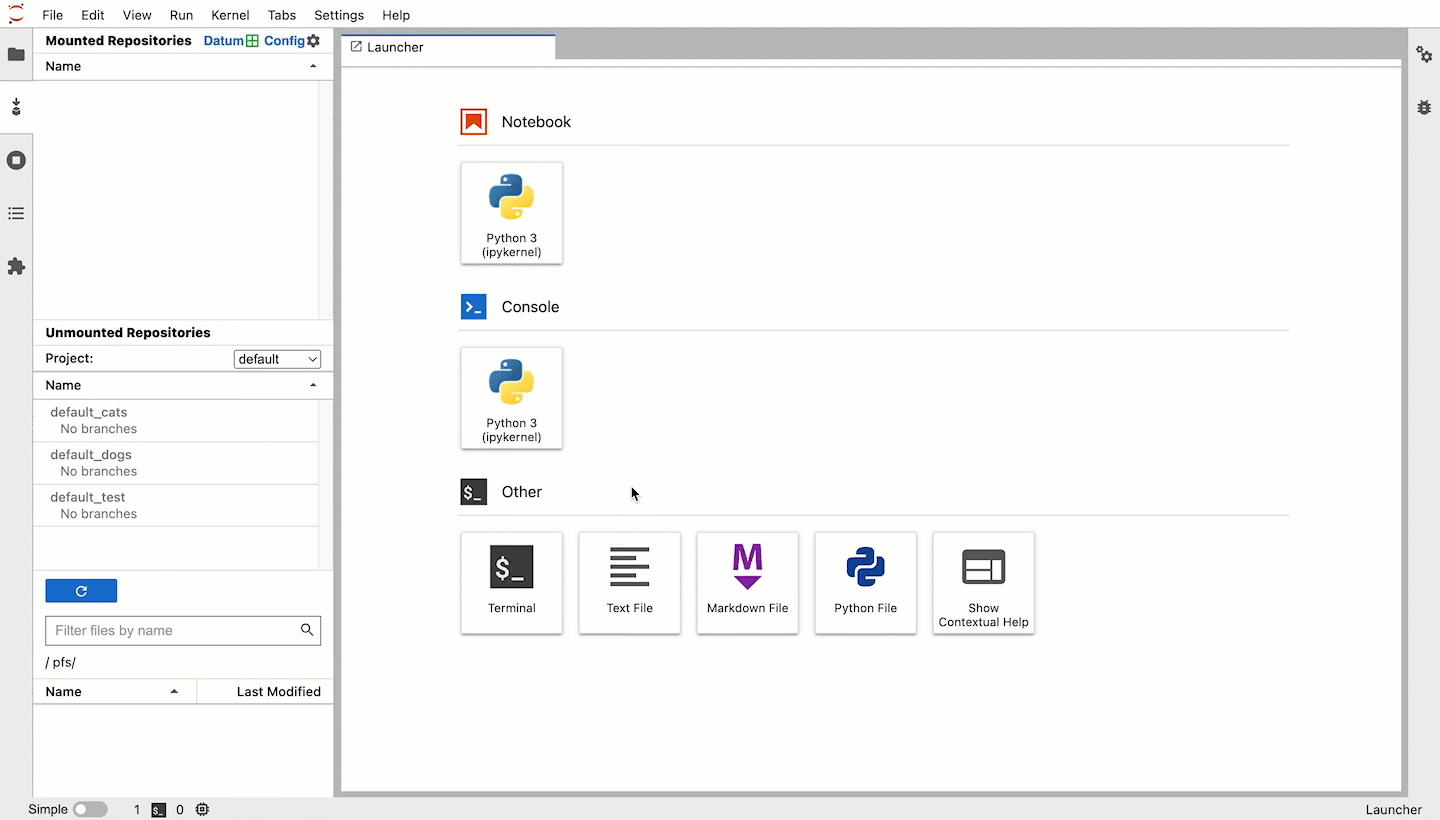 File Edit View Run Kernel Tabs Settings Help
Mounted Repositories Datum Config
Name
Unmounted Repositories
Project: default
Name
default_cats
No branches
default_dogs
No branches
default_test
No branches
Filter files by name
/ pfs/
Name Last Modified
Launcher
Notebook
Python 3
(ipykernel)
Console
Python 3
(ipykernel)
$_ Other
$_
Terminal
Text File
M
Markdown File
Python File
Show
Contextual Help
Simple 1 $_ 0 Launcher